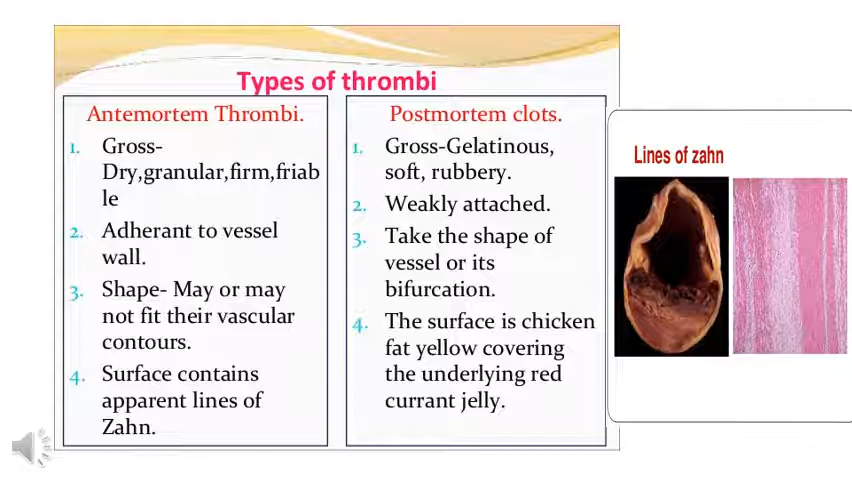 Types of thrombi
Antemortem Thrombi.
1. Gross-
Dry,granular,firm,friab
le
2. Adherant to vessel
wall.
3. Shape- May or may
not fit their vascular
contours.
4. Surface contains
apparent lines of
Zahn.
Postmortem clots.
1. Gross-Gelatinous,
soft, rubbery.
2. Weakly attached.
3. Take the shape of
vessel or its
bifurcation.
4. The surface is chicken
fat yellow covering
the underlying red
currant jelly.
Lines of zahn